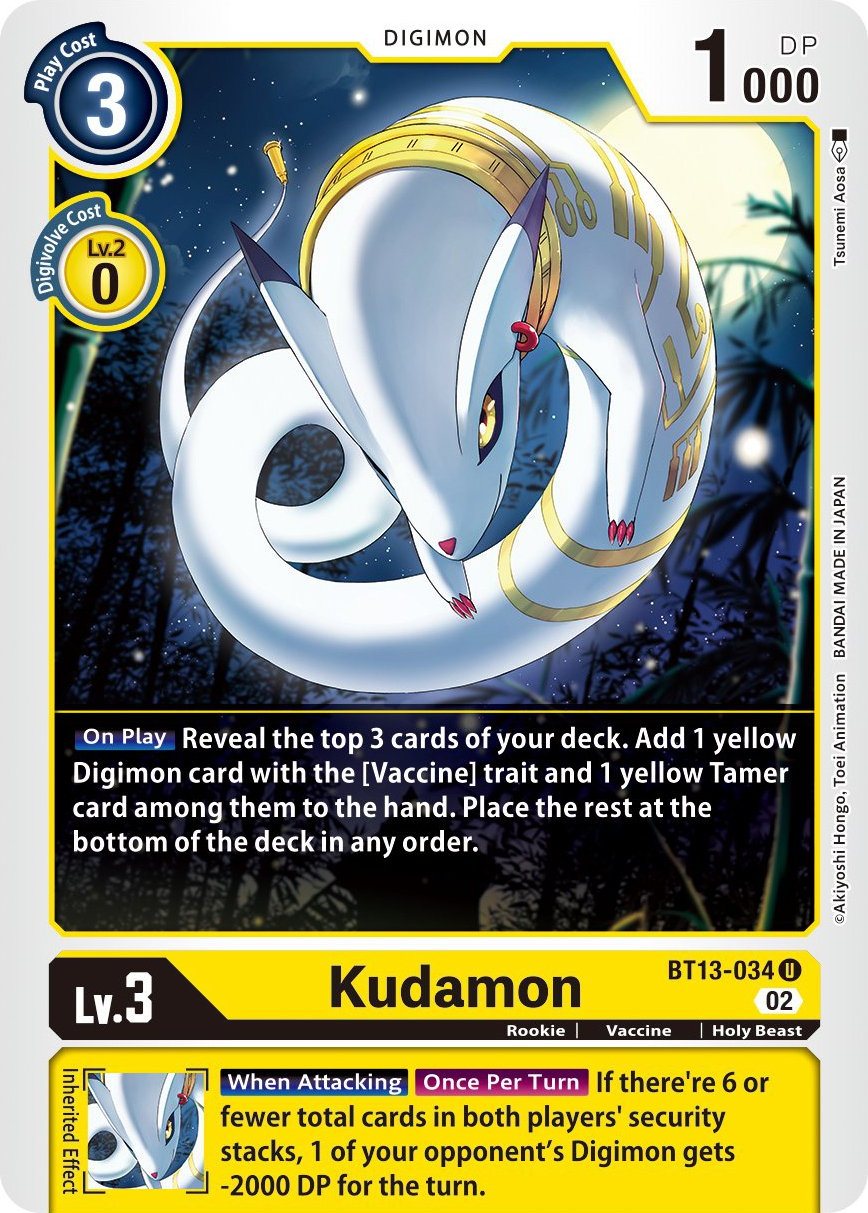 DIGIMON
Play Cost
3
DP
1000
Digivolve Cost
Lv.2
0
Tsunemi Aosa
BANDAI MADE IN JAPAN
©Akiyoshi Hongo, Toei Animation
On Play Reveal the top 3 cards of your deck. Add 1 yellow
Digimon card with the [Vaccine] trait and 1 yellow Tamer
card among them to the hand. Place the rest at the
bottom of the deck in any order.
Lv.3
Kudamon
BT13-034 U
02
Rookie | Vaccine | Holy Beast
Inherited Effect
When Attacking Once Per Turn If there're 6 or
fewer total cards in both players' security
stacks, 1 of your opponent’s Digimon gets
-2000 DP for the turn.